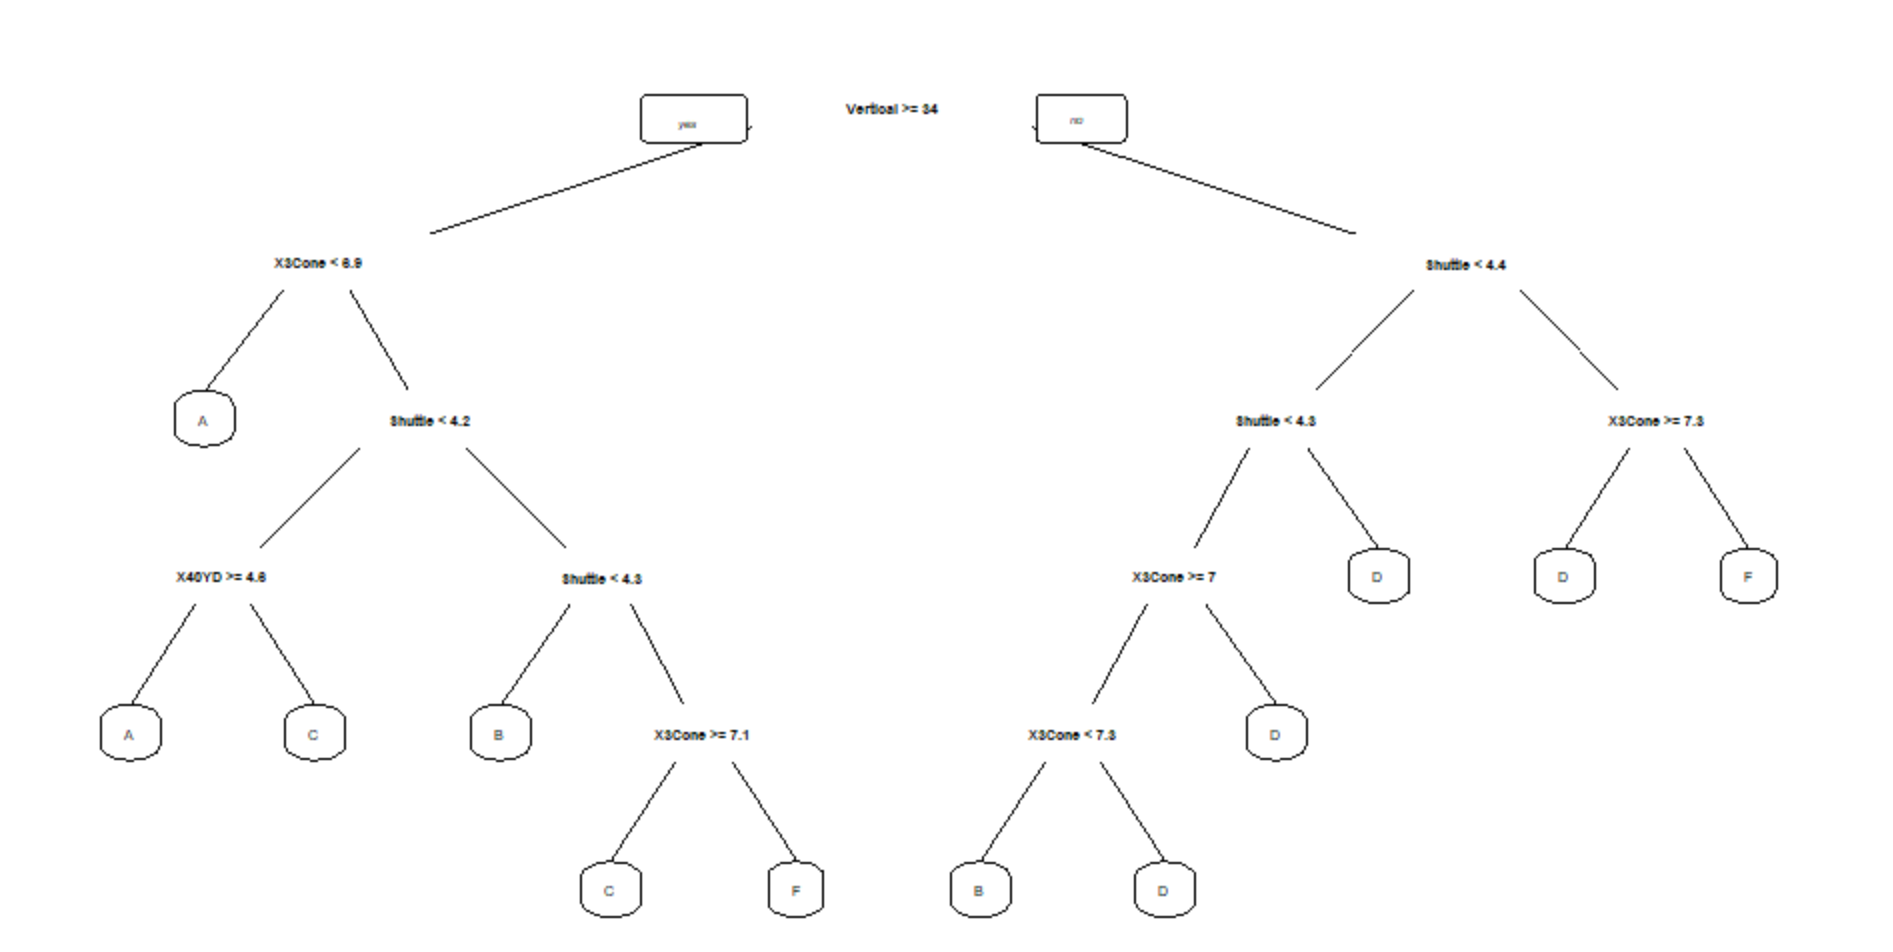 yes
Vertical >= 34
no
X3Cone < 6.9
Shuttle < 4.4
A
Shuttle < 4.2
Shuttle < 4.3
X3Cone >= 7.3
X40YD >= 4.6
Shuttle < 4.3
X3Cone >= 7
D
D
F
A
C
B
X3Cone >= 7.1
X3Cone < 7.3
D
C
F
B
D